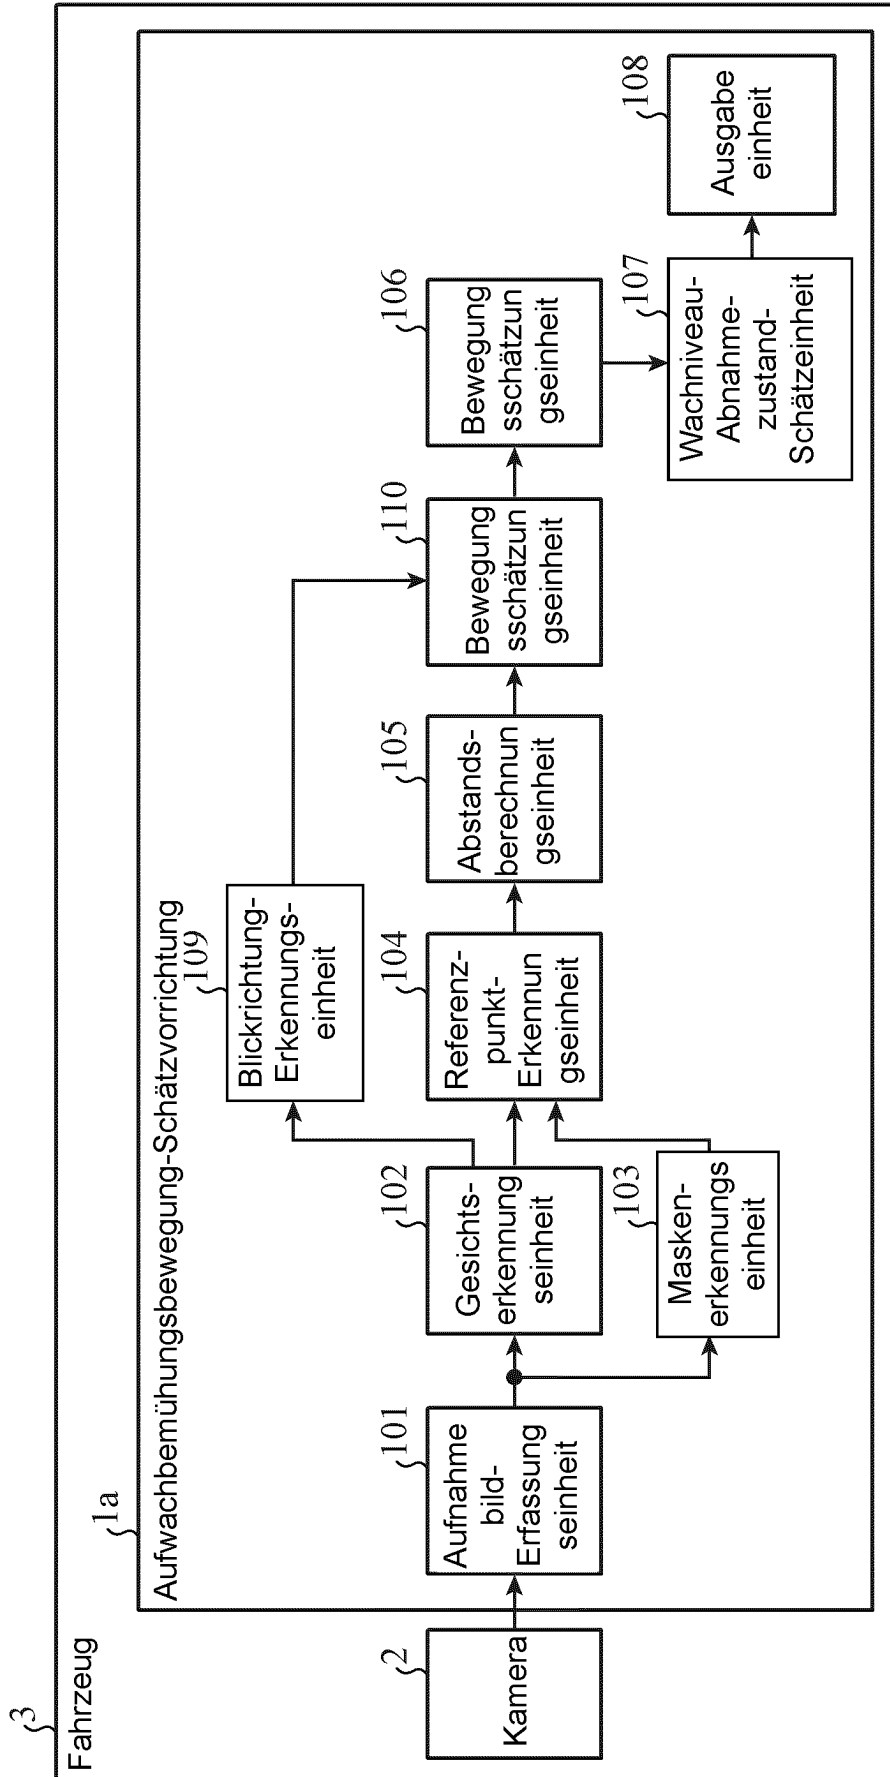 3
Fahrzeug
1a
Aufwachbemühungsbewegung-Schätzvorrichtung
2
Kamera
101
Aufnahme
bild-
Erfassung
seinheit
102
Gesichts-
erkennung
seinheit
103
Masken-
erkennungs
einheit
109
Blickrichtung-
Erkennungs-
einheit
104
Referenz-
punkt-
Erkennun
gseinheit
105
Abstands-
berechnun
gseinheit
110
Bewegung
sschätzun
gseinheit
106
Bewegung
sschätzun
gseinheit
107
Wachniveau-
Abnahme-
zustand-
Schätzeinheit
108
Ausgabe
einheit